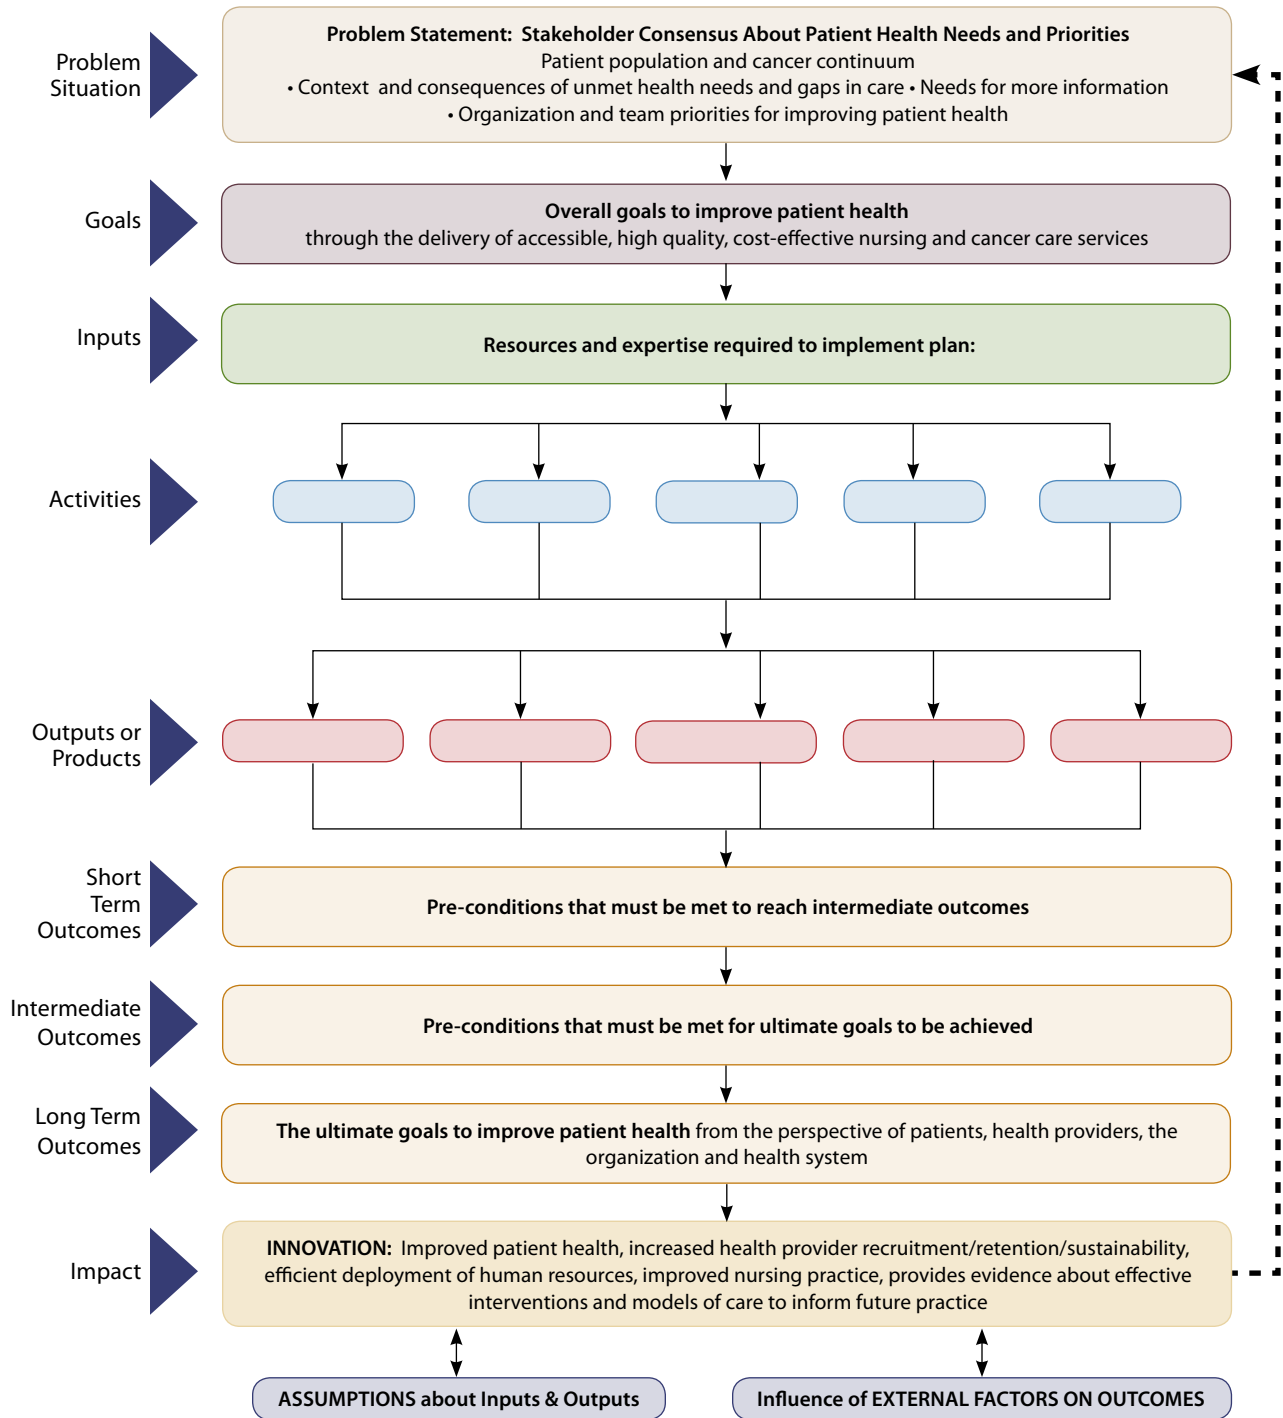 Problem
Situation
Problem Statement:  Stakeholder Consensus About Patient Health Needs and Priorities
Patient population and cancer continuum
• Context  and consequences of unmet health needs and gaps in care • Needs for more information
• Organization and team priorities for improving patient health
Goals
Overall goals to improve patient health
through the delivery of accessible, high quality, cost-effective nursing and cancer care services
Inputs
Resources and expertise required to implement plan:
Activities
Outputs or
Products
Short
Term
Outcomes
Pre-conditions that must be met to reach intermediate outcomes
Intermediate
Outcomes
Pre-conditions that must be met for ultimate goals to be achieved
Long Term
Outcomes
The ultimate goals to improve patient health from the perspective of patients, health providers, the
organization and health system
Impact
INNOVATION:  Improved patient health, increased health provider recruitment/retention/sustainability,
efficient deployment of human resources, improved nursing practice, provides evidence about effective
interventions and models of care to inform future practice
ASSUMPTIONS about Inputs & Outputs
Influence of EXTERNAL FACTORS ON OUTCOMES